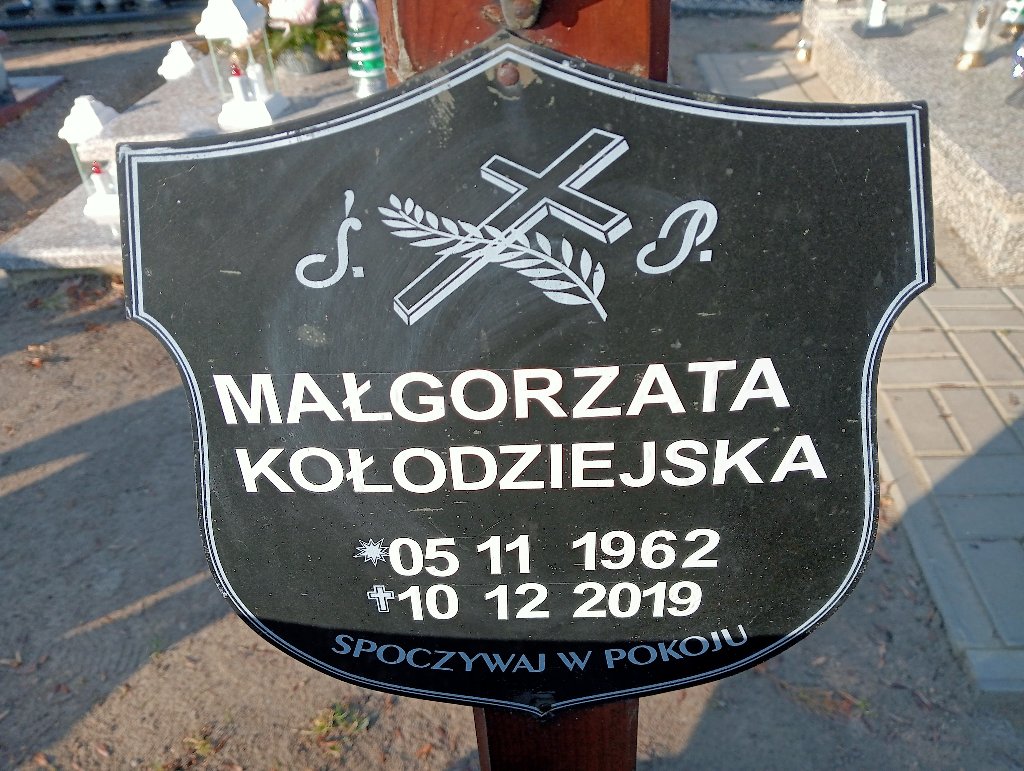 Ś. P.
MAŁGORZATA
KOŁODZIEJSKA
05 11 1962
10 12 2019
SPOCZYWAJ W POKOJU